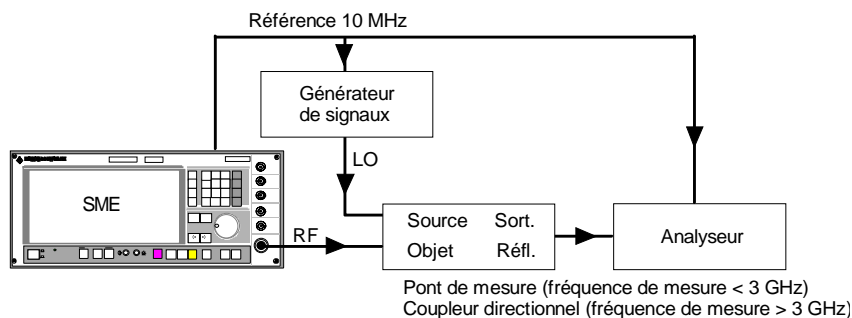 Référence 10 MHz
Générateur
de signaux
LO
SME
RF
Source Sort.
Objet Réfl.
Analyseur
Pont de mesure (fréquence de mesure < 3 GHz)
Coupleur directionnel (fréquence de mesure > 3 GHz)